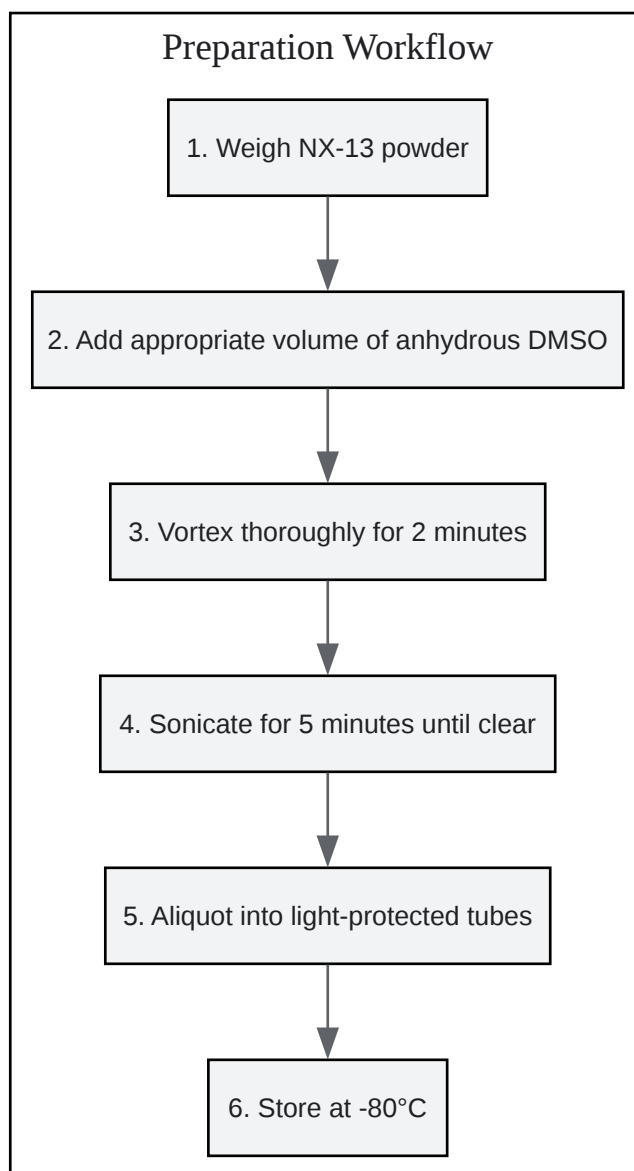 Preparation Workflow
1. Weigh NX-13 powder
2. Add appropriate volume of anhydrous DMSO
3. Vortex thoroughly for 2 minutes
4. Sonicate for 5 minutes until clear
5. Aliquot into light-protected tubes
6. Store at -80°C